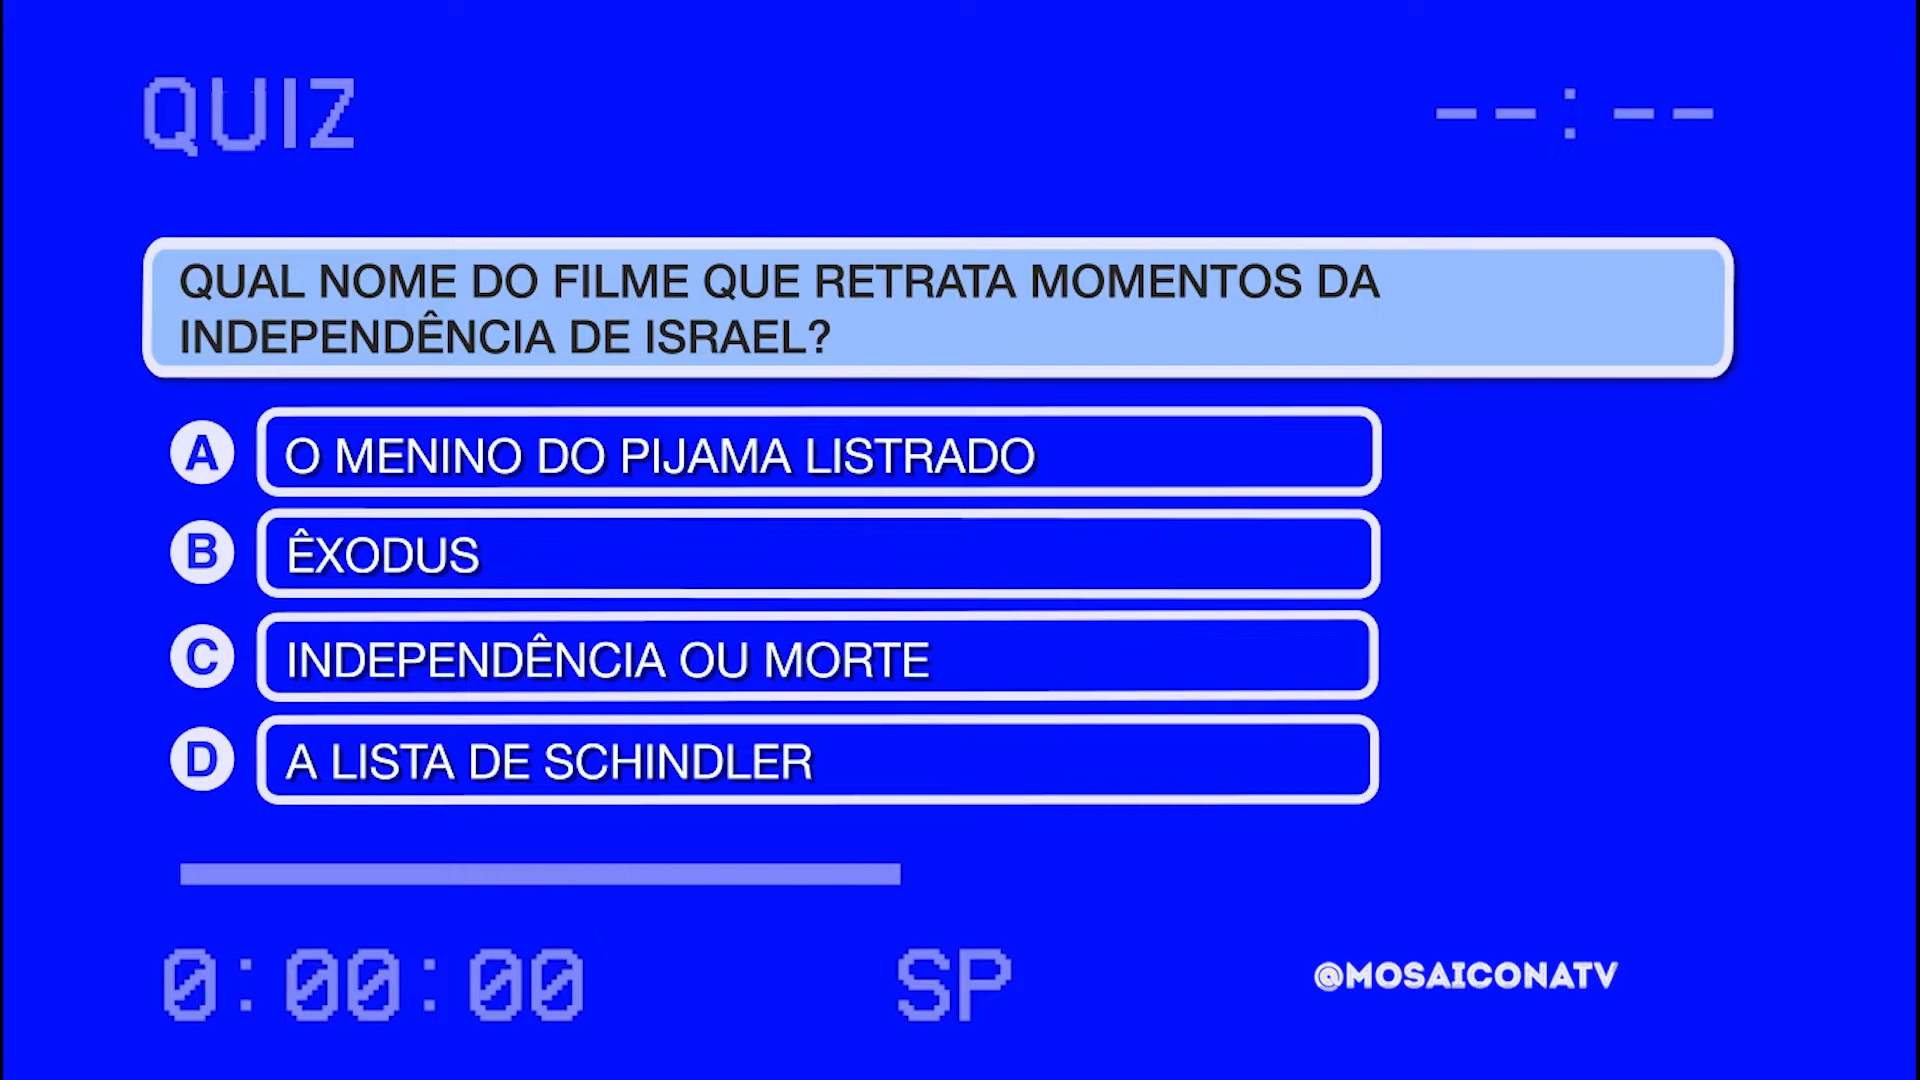 QUIZ
--:--
QUAL NOME DO FILME QUE RETRATA MOMENTOS DA
INDEPENDÊNCIA DE ISRAEL?
A O MENINO DO PIJAMA LISTRADO
B ÊXODUS
C INDEPENDÊNCIA OU MORTE
D A LISTA DE SCHINDLER
0:00:00 SP @MOSAICONATV